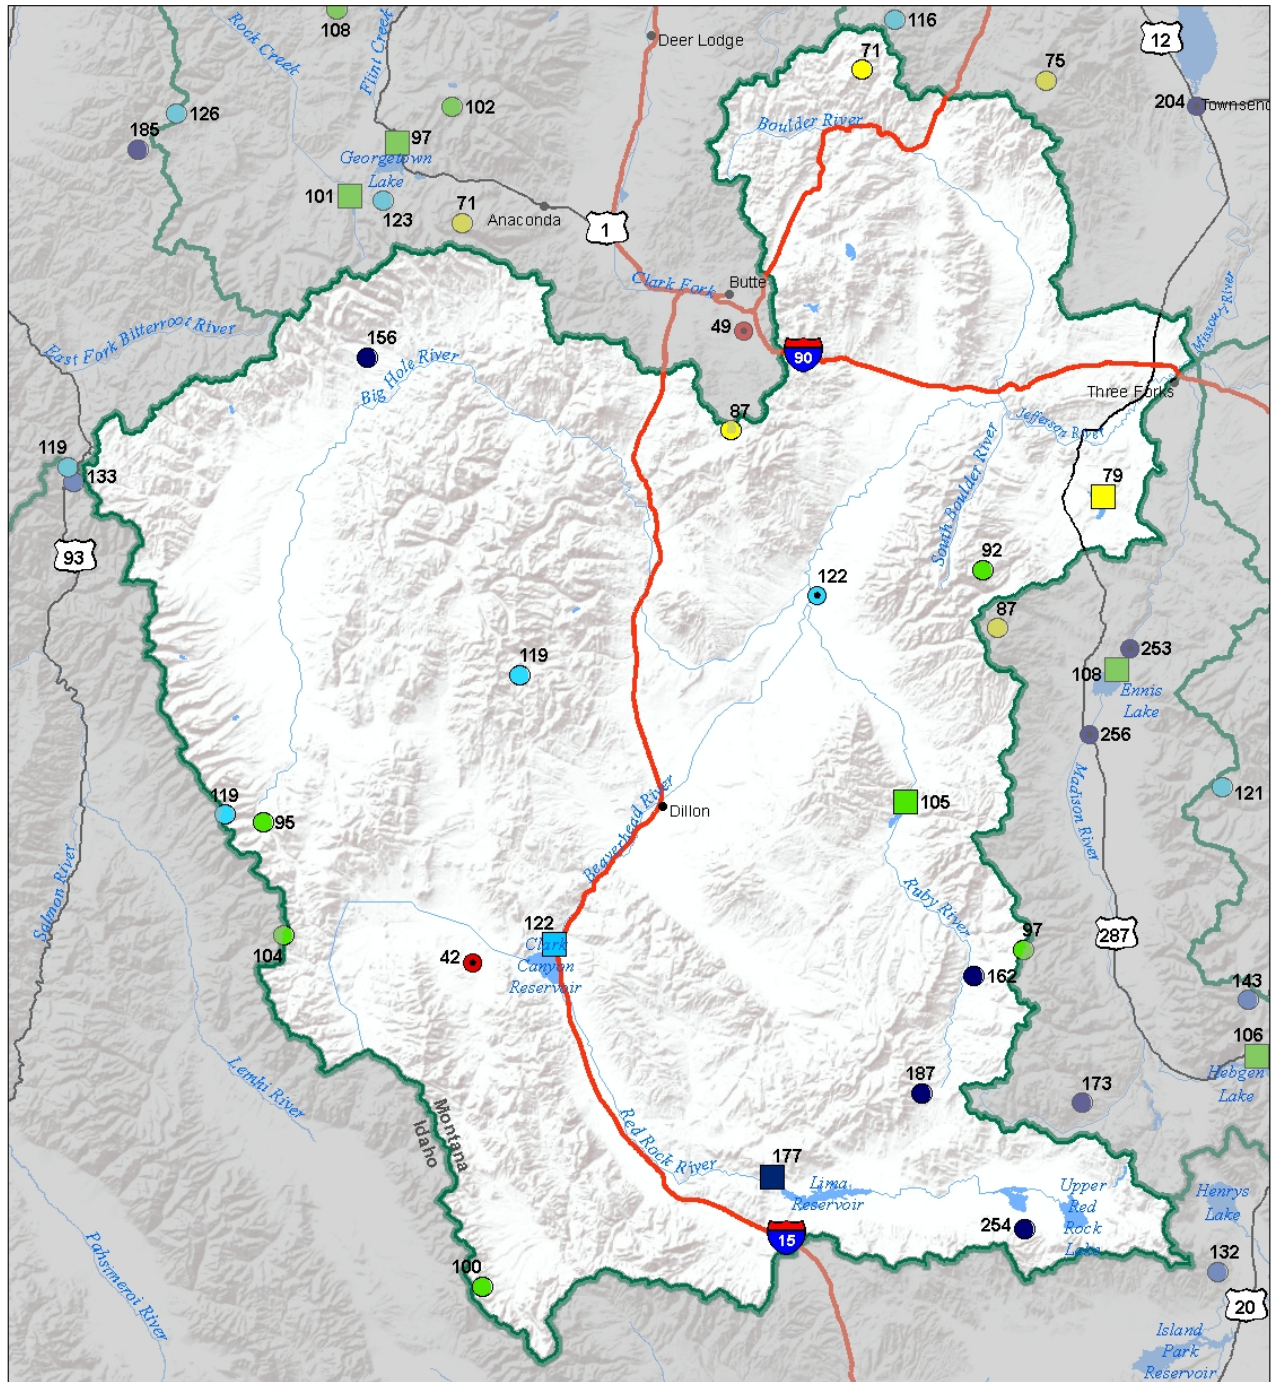 108
Rock Creek
Flint Creek
Deer Lodge
116
71
75
12
204
Townsend
126
185
102
97
Georgetown
Lake
101
123
71
Anaconda
1
Boulder River
Clark Fork
Butte
49
90
Missouri River
East Fork Bitterroot River
156
Big Hole River
87
Three Forks
Jefferson River
79
119
133
93
South Boulder River
92
122
87
253
108
Ennis
Lake
256
119
Madison River
121
119
95
105
Dillon
Beaverhead River
Salmon River
Ruby River
104
122
Clark
Canyon
Reservoir
42
97
162
287
143
106
Hebgen
Lake
187
173
Lemhi River
Montana
Idaho
Red Rock River
177
Lima
Reservoir
Upper
Red
Rock
Lake
254
Henrys
Lake
15
132
100
Pahsimeroi River
20
Island
Park
Reservoir